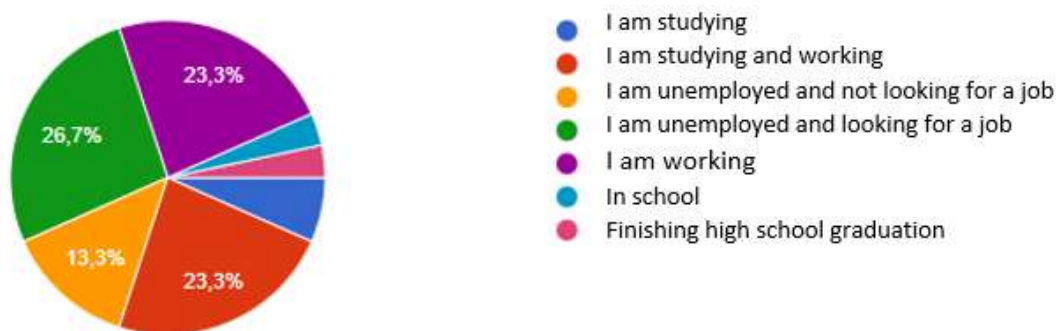 23,3%
26,7%
13,3%
23,3%
I am studying
I am studying and working
I am unemployed and not looking for a job
I am unemployed and looking for a job
I am working
In school
Finishing high school graduation